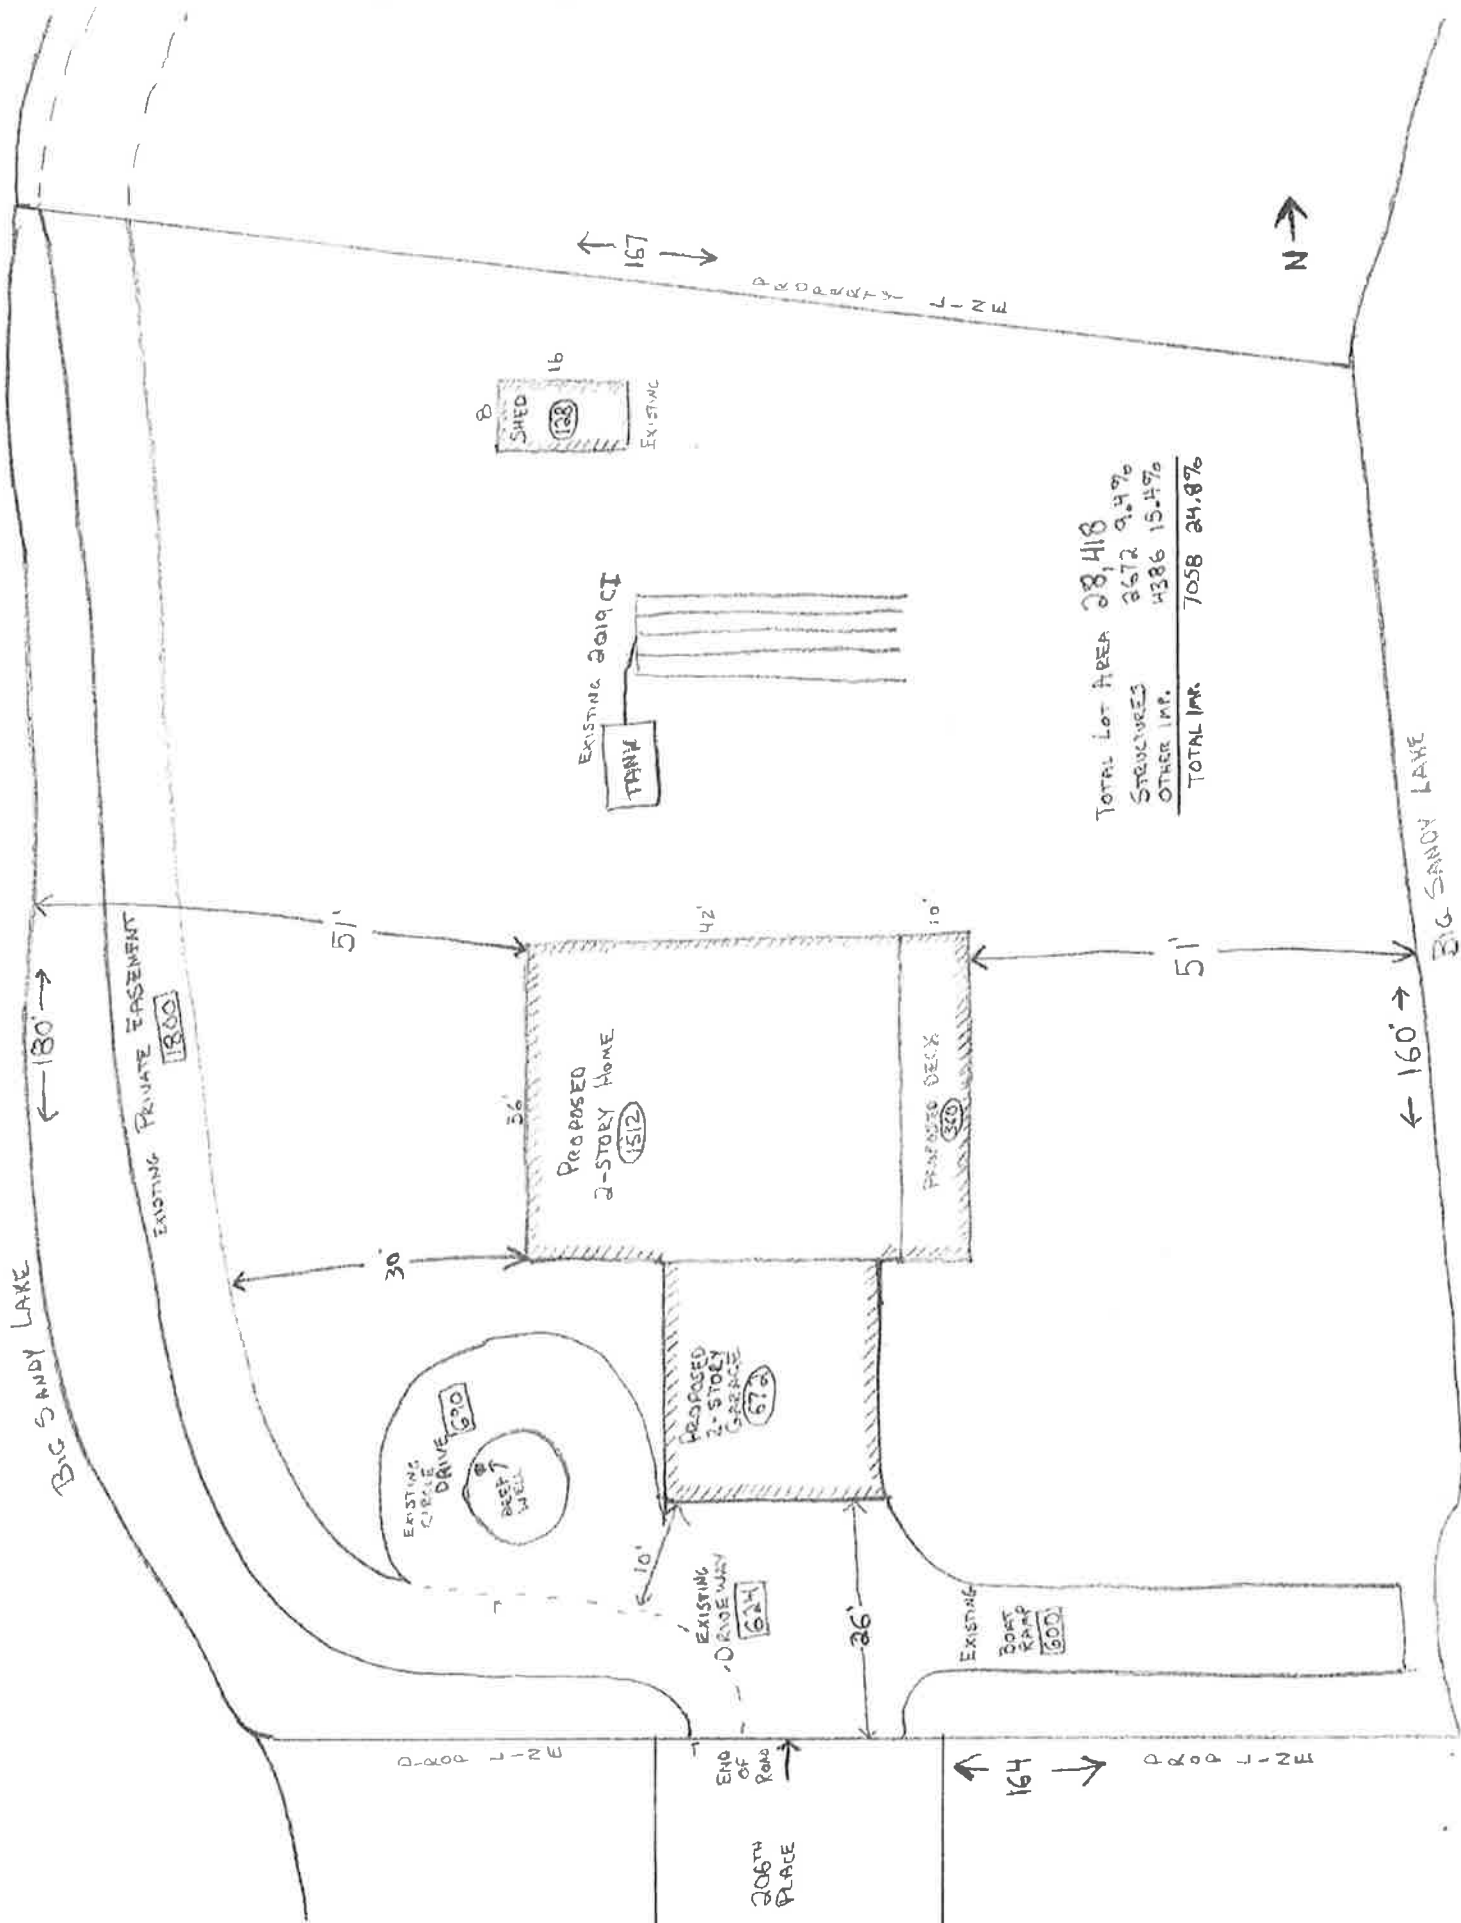 BIG SANDY LAKE
← 180' →
EXISTING PRIVATE EASEMENT
1800
51'
30
36'
PROPOSED
2-STORY HOME
1512
42'
PROPOSED DECK
360
10'
51'
← 160' →
BIG SANDY LAKE
EXISTING
CIRCLE
DRIVE
690
DEEP
WELL
PROPOSED
2-STORY
GARAGE
672
10'
EXISTING
DRIVEWAY
624
26'
EXISTING
BOAT
RAMP
600
PROP LINE
END
OF
ROAD
206TH
PLACE
← 164 →
PROP LINE
EXISTING 2019 CI
TANK
8
SHED
128
16
EXISTING
← 167 →
PROPERTY LINE
N →
TOTAL LOT AREA 28,418
STRUCTURES 2672 9.4%
OTHER IMP. 4386 15.4%
TOTAL IMP. 7058 24.8%